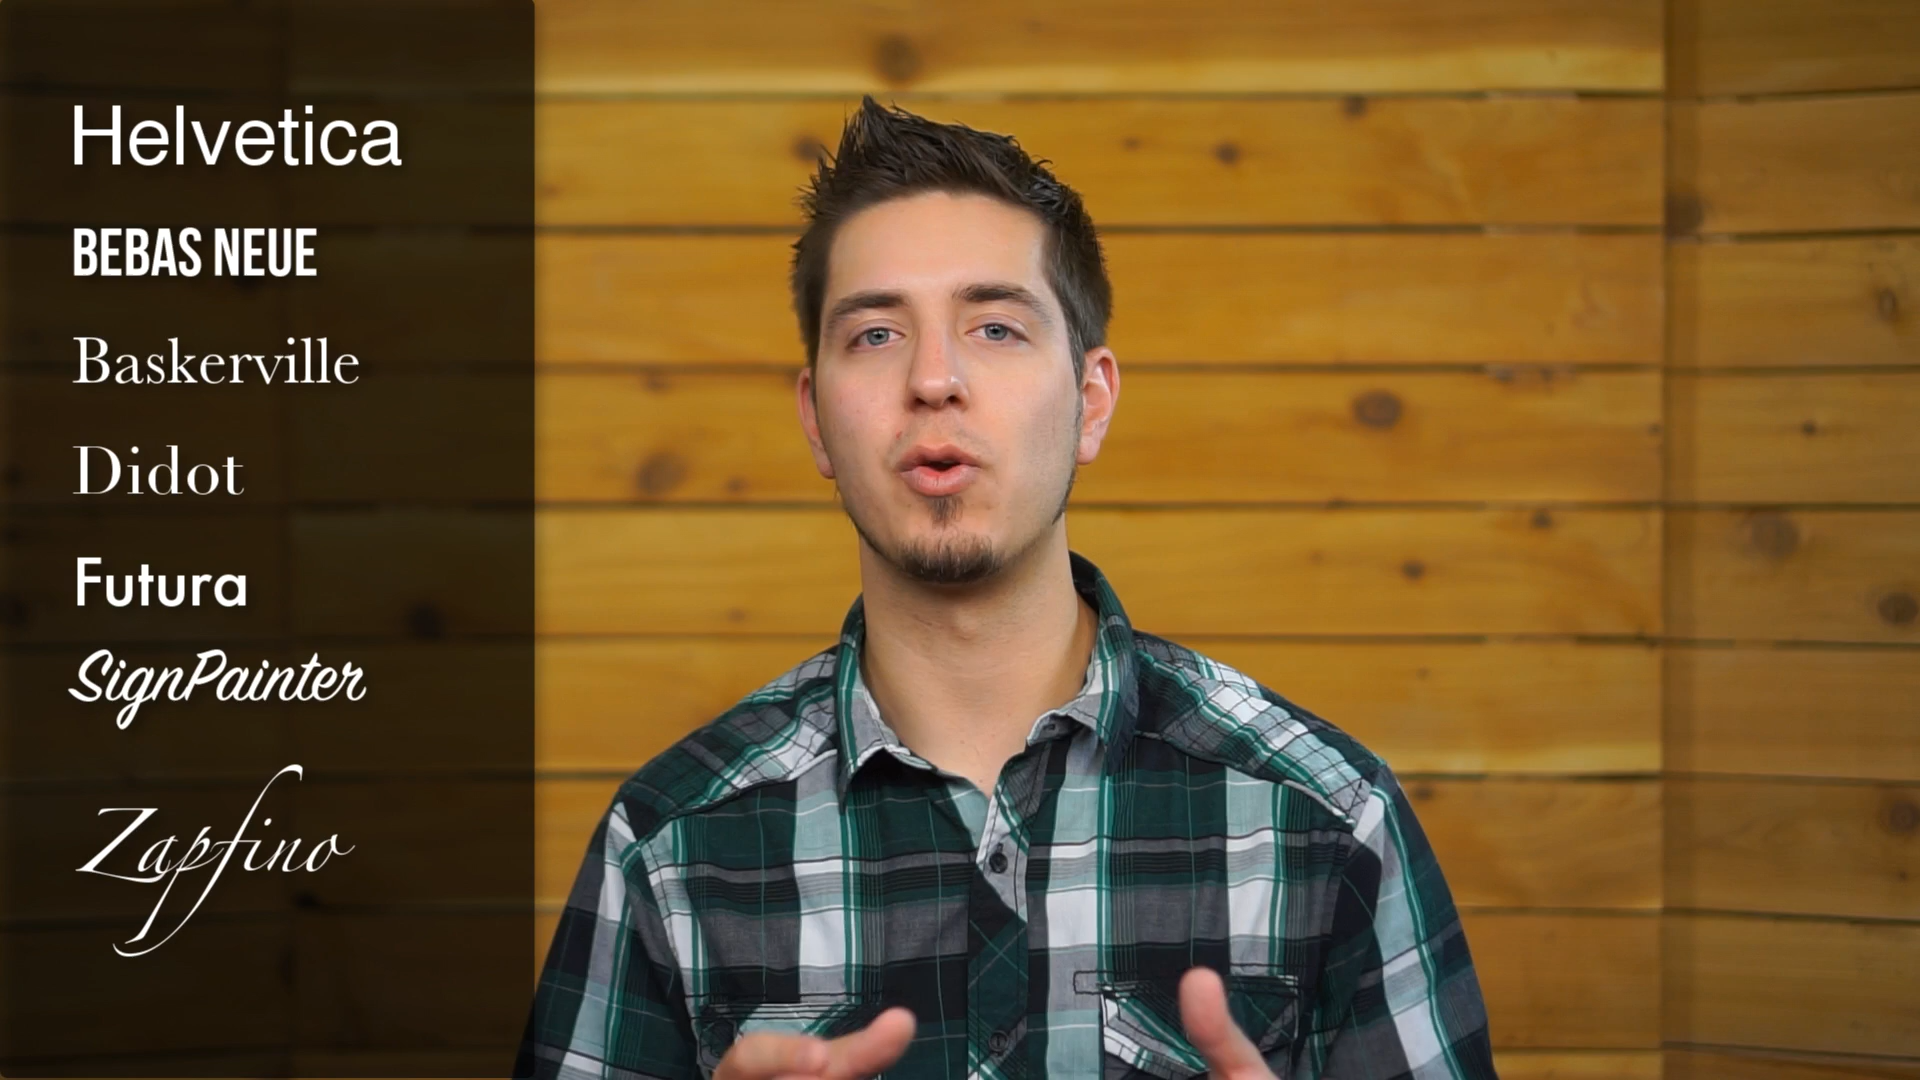 Helvetica
BEBAS NEUE
Baskerville
Didot
Futura
SignPainter
Zapfino